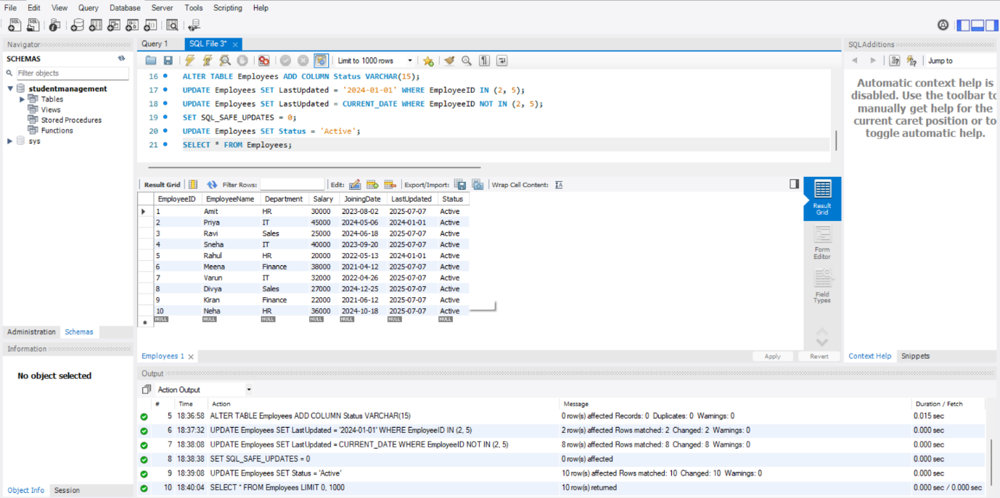 File Edit View Query Database Server Tools Scripting Help
Navigator
SCHEMAS
Filter objects
studentmanagement
Tables
Views
Stored Procedures
Functions
sys
Administration Schemas
Information
No object selected
Object Info Session
Query 1 SQL File 3*
Limit to 1000 rows
16 ALTER TABLE Employees ADD COLUMN Status VARCHAR(15);
17 UPDATE Employees SET LastUpdated = '2024-01-01' WHERE EmployeeID IN (2, 5);
18 UPDATE Employees SET LastUpdated = CURRENT_DATE WHERE EmployeeID NOT IN (2, 5);
19 SET SQL_SAFE_UPDATES = 0;
20 UPDATE Employees SET Status = 'Active';
21 SELECT * FROM Employees;
Result Grid Filter Rows: Edit: Export/Import: Wrap Cell Content:
EmployeeID EmployeeName Department Salary JoiningDate LastUpdated Status
1 Amit HR 30000 2023-08-02 2025-07-07 Active
2 Priya IT 45000 2024-05-06 2024-01-01 Active
3 Ravi Sales 25000 2024-06-18 2025-07-07 Active
4 Sneha IT 40000 2023-09-20 2025-07-07 Active
5 Rahul HR 20000 2022-05-13 2024-01-01 Active
6 Meena Finance 38000 2021-04-12 2025-07-07 Active
7 Varun IT 32000 2022-04-26 2025-07-07 Active
8 Divya Sales 27000 2024-12-25 2025-07-07 Active
9 Kiran Finance 22000 2021-06-12 2025-07-07 Active
10 Neha HR 36000 2024-10-18 2025-07-07 Active
NULL NULL NULL NULL NULL NULL NULL
Result
Grid
Form
Editor
Field
Types
Employees 1 Apply Revert
SQLAdditions
Jump to
Automatic context help is
disabled. Use the toolbar to
manually get help for the
current caret position or to
toggle automatic help.
Context Help Snippets
Output
Action Output
# Time Action Message Duration / Fetch
5 18:36:58 ALTER TABLE Employees ADD COLUMN Status VARCHAR(15) 0 row(s) affected Records: 0 Duplicates: 0 Warnings: 0 0.015 sec
6 18:37:32 UPDATE Employees SET LastUpdated = '2024-01-01' WHERE EmployeeID IN (2, 5) 2 row(s) affected Rows matched: 2 Changed: 2 Warnings: 0 0.000 sec
7 18:38:08 UPDATE Employees SET LastUpdated = CURRENT_DATE WHERE EmployeeID NOT IN (2, 5) 8 row(s) affected Rows matched: 8 Changed: 8 Warnings: 0 0.000 sec
8 18:38:38 SET SQL_SAFE_UPDATES = 0 0 row(s) affected 0.000 sec
9 18:39:08 UPDATE Employees SET Status = 'Active' 10 row(s) affected Rows matched: 10 Changed: 10 Warnings: 0 0.000 sec
10 18:40:04 SELECT * FROM Employees LIMIT 0, 1000 10 row(s) returned 0.000 sec / 0.000 sec